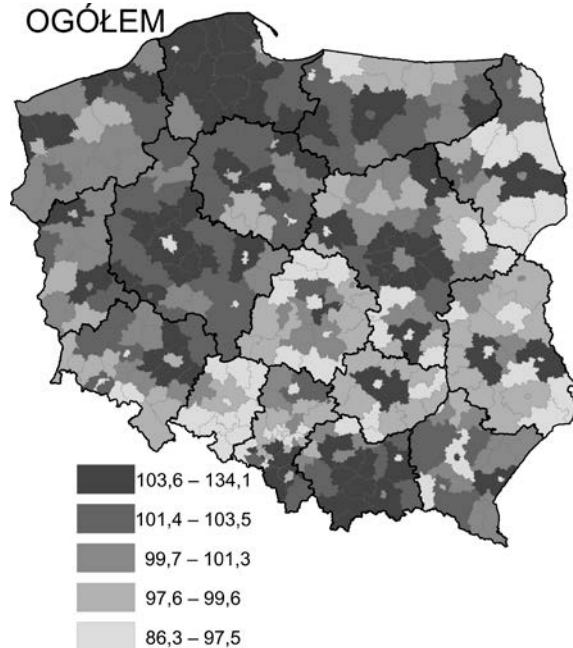 OGÓŁEM
103,6 – 134,1
101,4 – 103,5
99,7 – 101,3
97,6 – 99,6
86,3 – 97,5